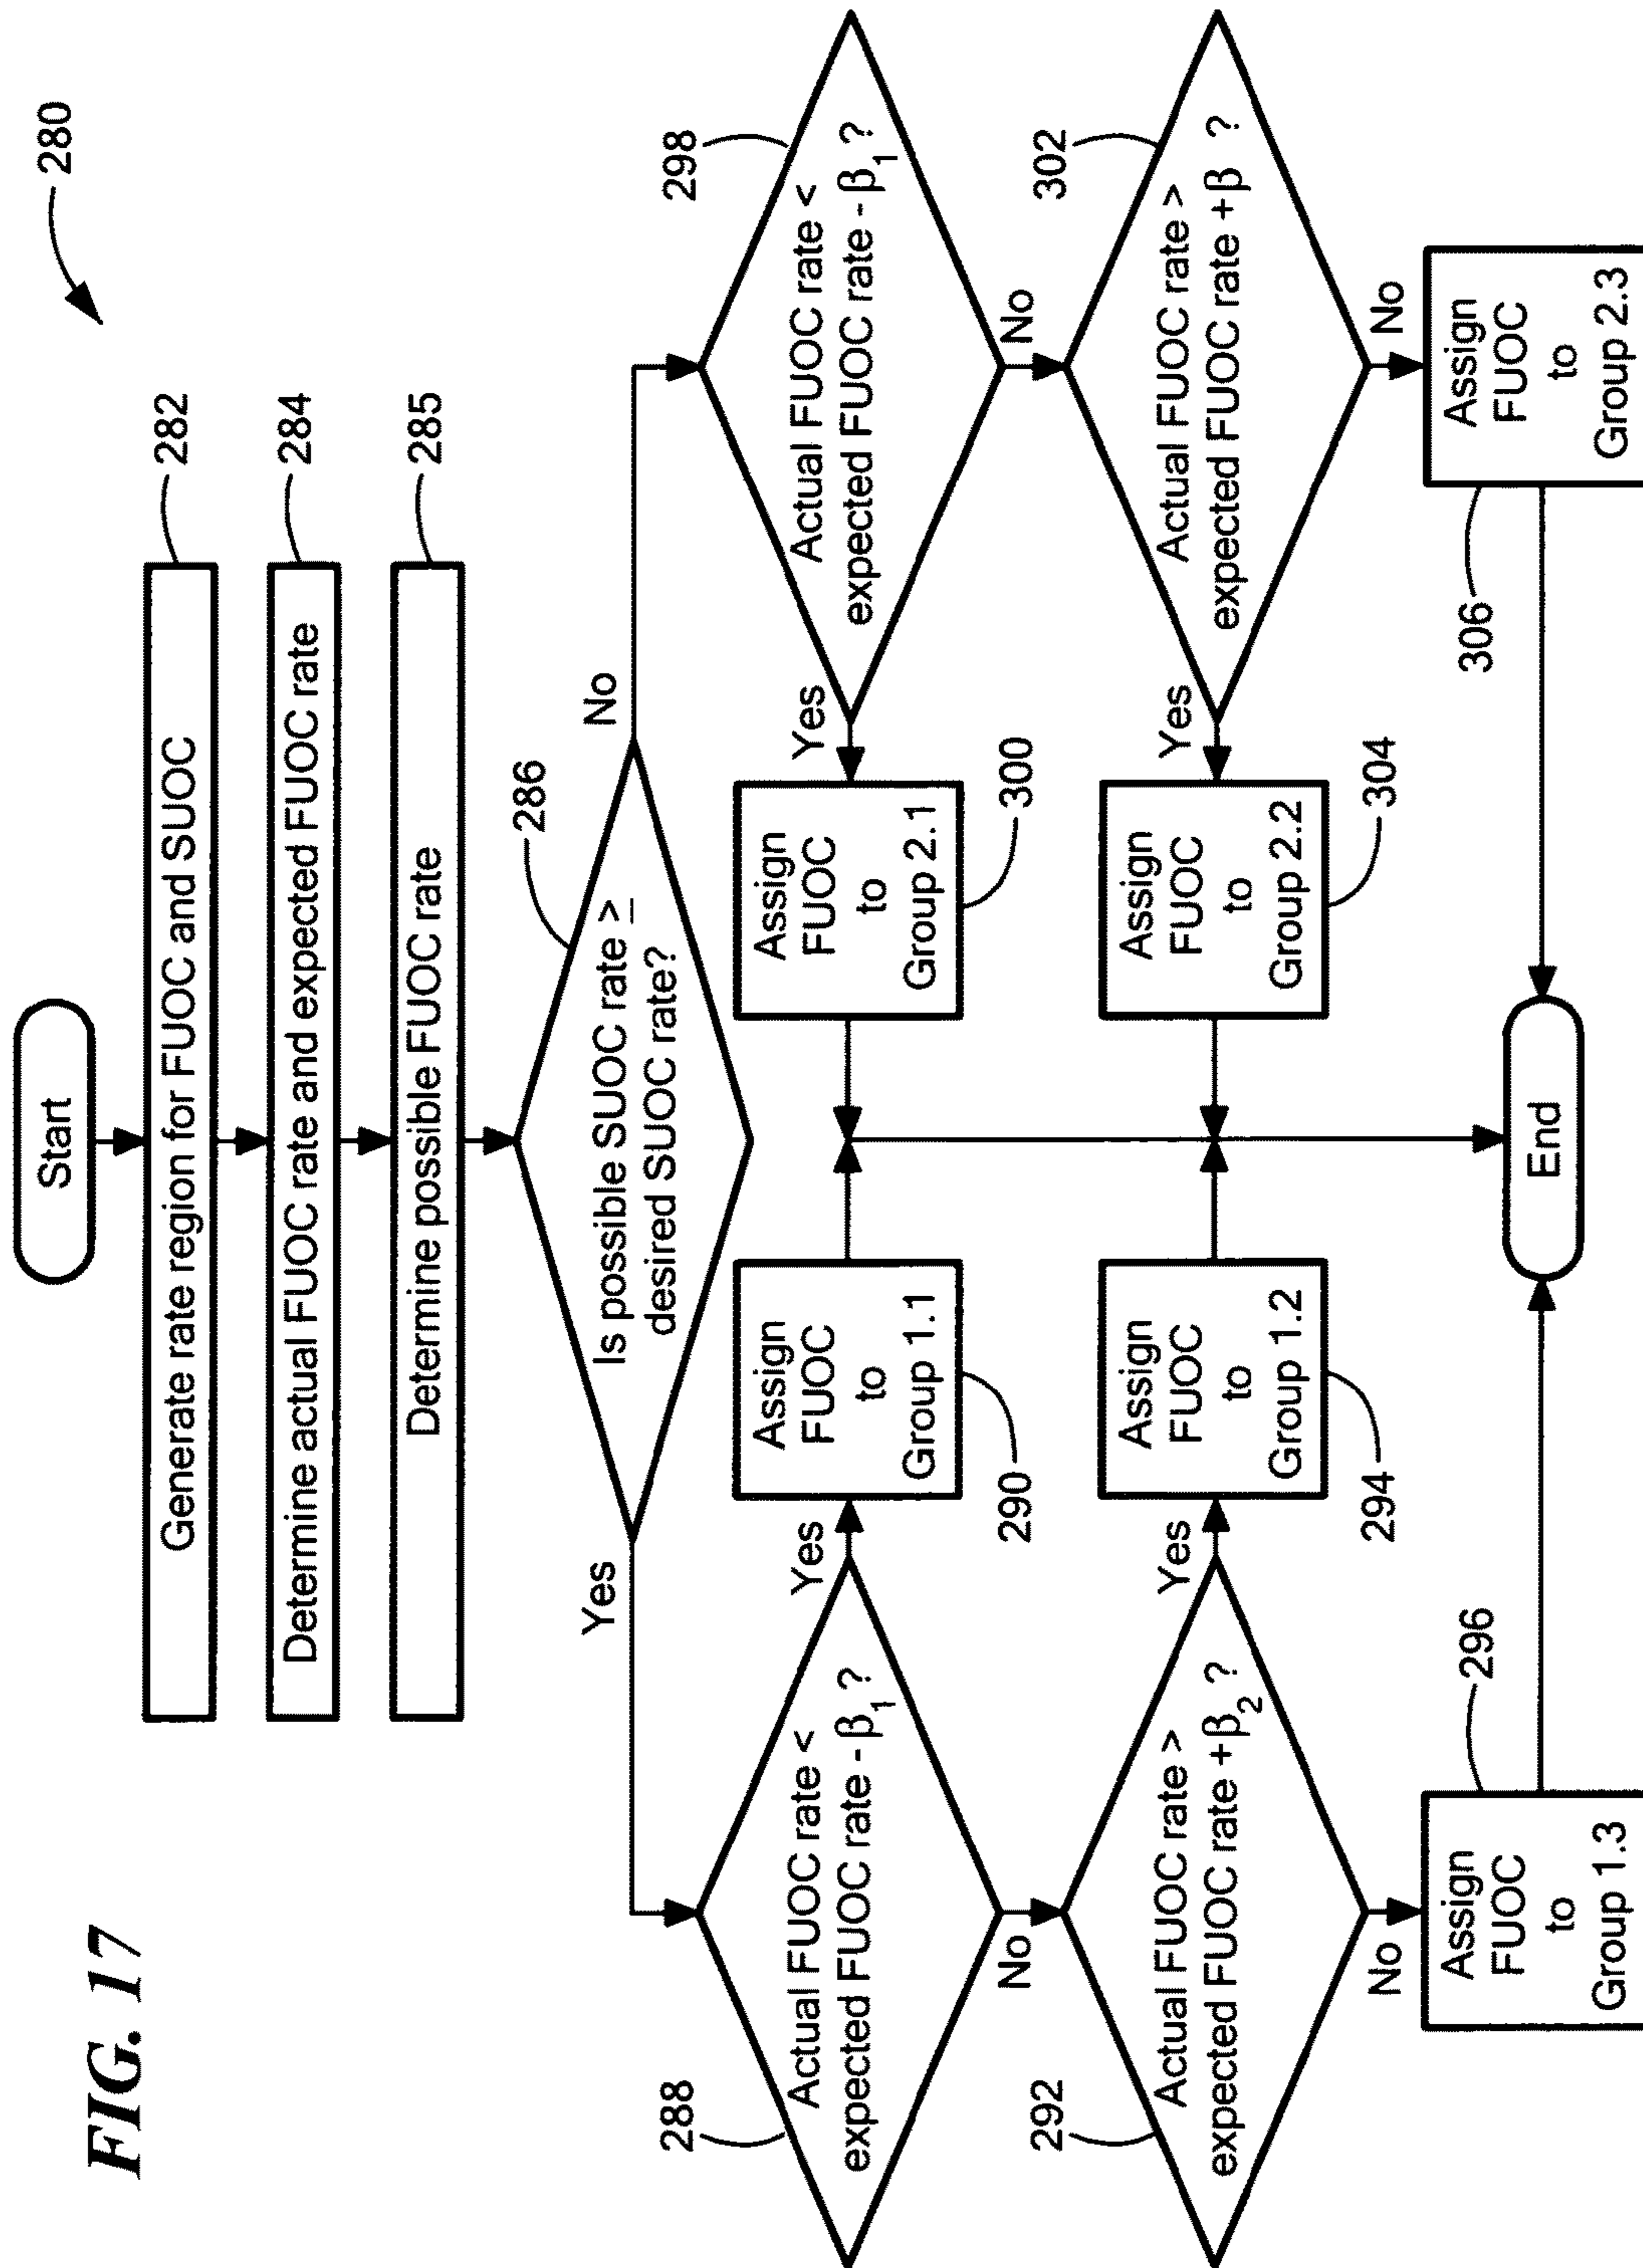 FIG. 17
280
Start
Generate rate region for FUOC and SUOC
282
Determine actual FUOC rate and expected FUOC rate
284
Determine possible FUOC rate
285
286
Is possible SUOC rate ≥
desired SUOC rate?
Yes
No
288
Actual FUOC rate <
expected FUOC rate - β₁ ?
Yes
No
Assign
FUOC
to
Group 1.1
290
Assign
FUOC
to
Group 2.1
300
298
Actual FUOC rate <
expected FUOC rate - β₁ ?
Yes
No
292
Actual FUOC rate >
expected FUOC rate + β₂ ?
Yes
No
Assign
FUOC
to
Group 1.2
294
Assign
FUOC
to
Group 2.2
304
302
Actual FUOC rate >
expected FUOC rate + β ?
Yes
No
Assign
FUOC
to
Group 1.3
296
End
Assign
FUOC
to
Group 2.3
306